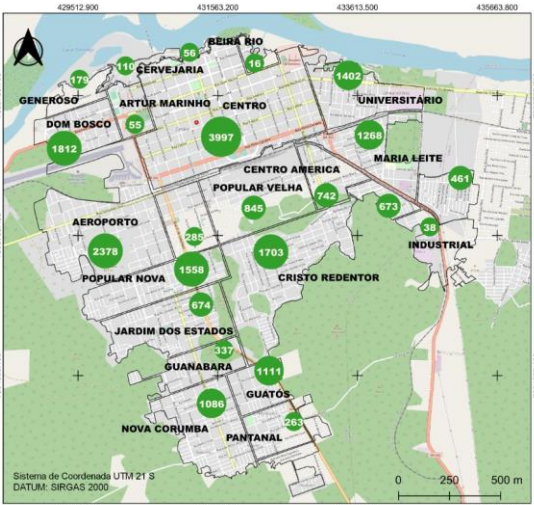 429512.900 431563.200 433613.500 435663.800
BEIRA RIO
56
16
110
CERVEJARIA
1402
179
GENEROSO
ARTUR MARINHO
CENTRO
UNIVERSITÁRIO
DOM BOSCO
55
3997
1268
1812
MARIA LEITE
CENTRO AMERICA
461
POPULAR VELHA
742
845
673
AEROPORTO
38
285
INDUSTRIAL
2378
1703
1558
POPULAR NOVA
CRISTO REDENTOR
674
JARDIM DOS ESTADOS
337
GUANABARA
1111
GUATÓS
1086
263
NOVA CORUMBA
PANTANAL
Sistema de Coordenada UTM 21 S
DATUM: SIRGAS 2000
0 250 500 m